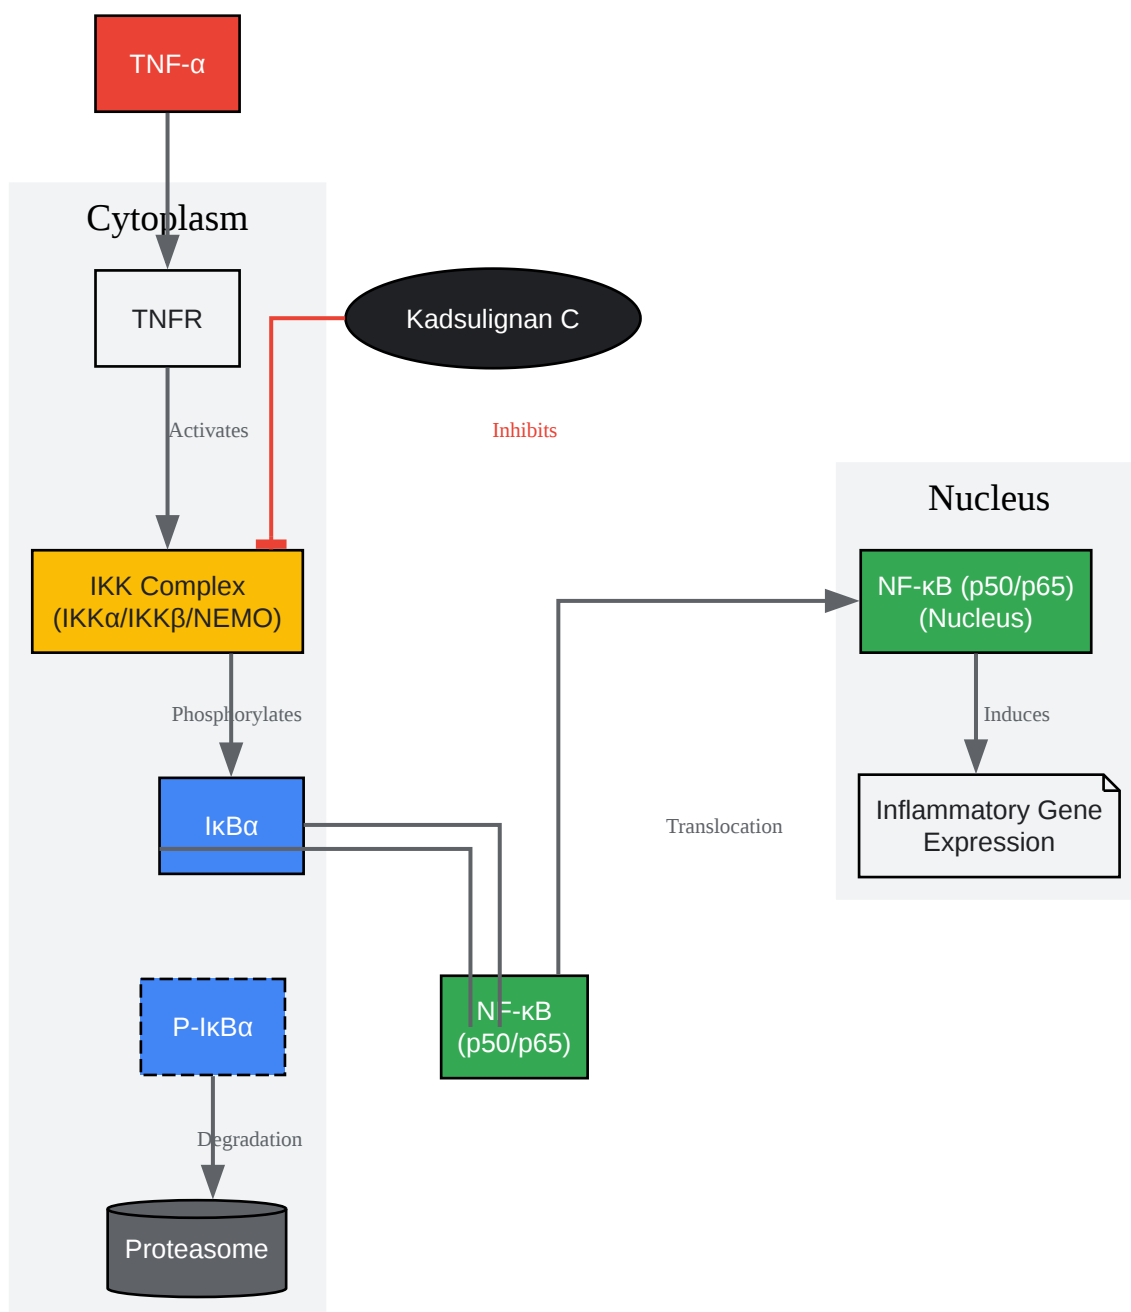 TNF-α
Cytoplasm
TNFR
Kadsulignan C
Activates
Inhibits
Nucleus
IKK Complex
(IKKα/IKKβ/NEMO)
NF-κB (p50/p65)
(Nucleus)
Phosphorylates
Induces
IκBα
Translocation
Inflammatory Gene
Expression
P-IκBα
NF-κB
(p50/p65)
Degradation
Proteasome